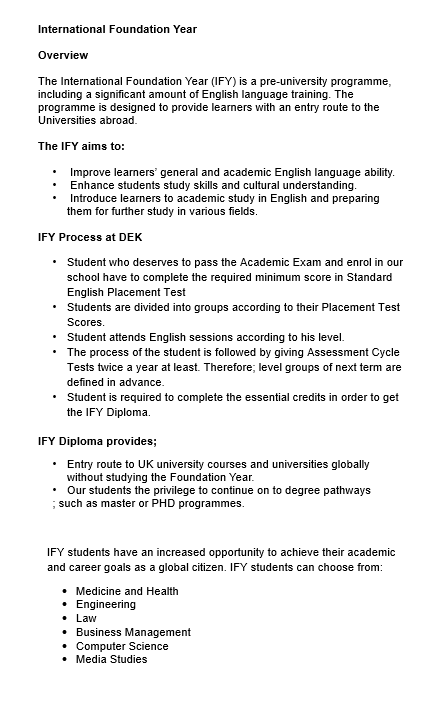 International Foundation Year
Overview
The International Foundation Year (IFY) is a pre-university programme,
including a significant amount of English language training. The
programme is designed to provide learners with an entry route to the
Universities abroad.
The IFY aims to:
• Improve learners' general and academic English language ability.
• Enhance students study skills and cultural understanding.
• Introduce learners to academic study in English and preparing
them for further study in various fields.
IFY Process at DEK
• Student who deserves to pass the Academic Exam and enrol in our
school have to complete the required minimum score in Standard
English Placement Test
• Students are divided into groups according to their Placement Test
Scores.
• Student attends English sessions according to his level.
• The process of the student is followed by giving Assessment Cycle
Tests twice a year at least. Therefore; level groups of next term are
defined in advance.
• Student is required to complete the essential credits in order to get
the IFY Diploma.
IFY Diploma provides;
• Entry route to UK university courses and universities globally
without studying the Foundation Year.
• Our students the privilege to continue on to degree pathways
; such as master or PHD programmes.
IFY students have an increased opportunity to achieve their academic
and career goals as a global citizen. IFY students can choose from:
• Medicine and Health
• Engineering
• Law
• Business Management
• Computer Science
• Media Studies